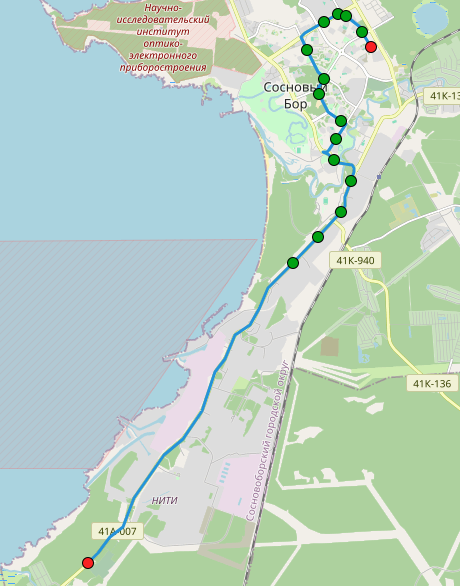 Научно-
исследовательский
институт
оптико-
электронного
приборостроения
Сосновый
Бор
41К-13
41К-940
41К-136
Сосновоборский городской округ
НИТИ
41А-007